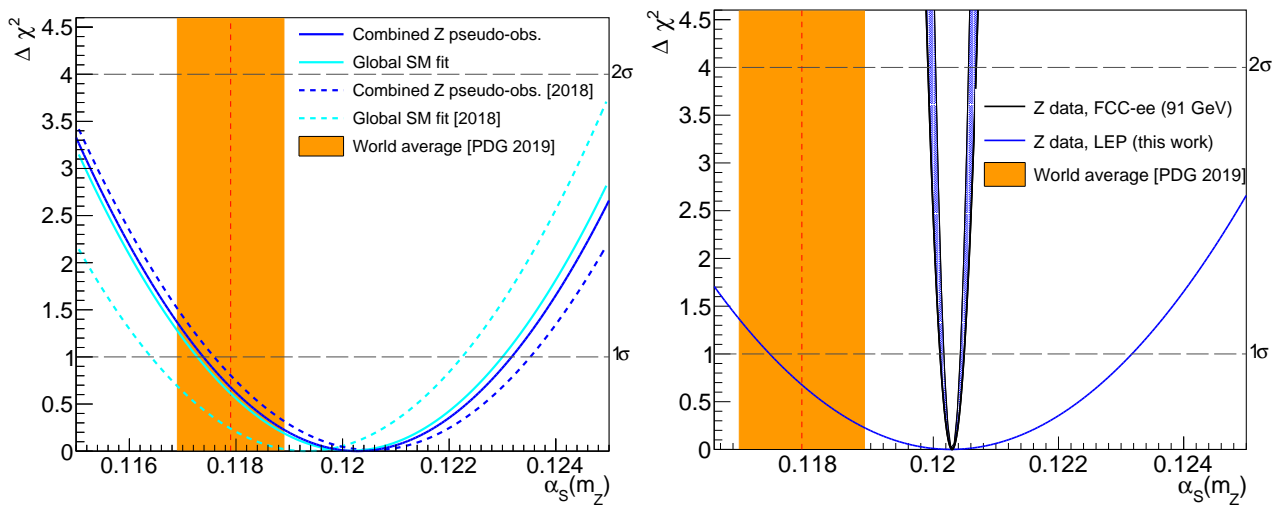 Δ χ²
4.5
4
3.5
3
2.5
2
1.5
1
0.5
0
0.116
0.118
0.12
0.122
0.124
α_S(m_Z)
Combined Z pseudo-obs.
Global SM fit
Combined Z pseudo-obs. [2018]
Global SM fit [2018]
World average [PDG 2019]
2σ
1σ
Δ χ²
4.5
4
3.5
3
2.5
2
1.5
1
0.5
0
0.118
0.12
0.122
0.124
α_S(m_Z)
Z data, FCC-ee (91 GeV)
Z data, LEP (this work)
World average [PDG 2019]
2σ
1σ